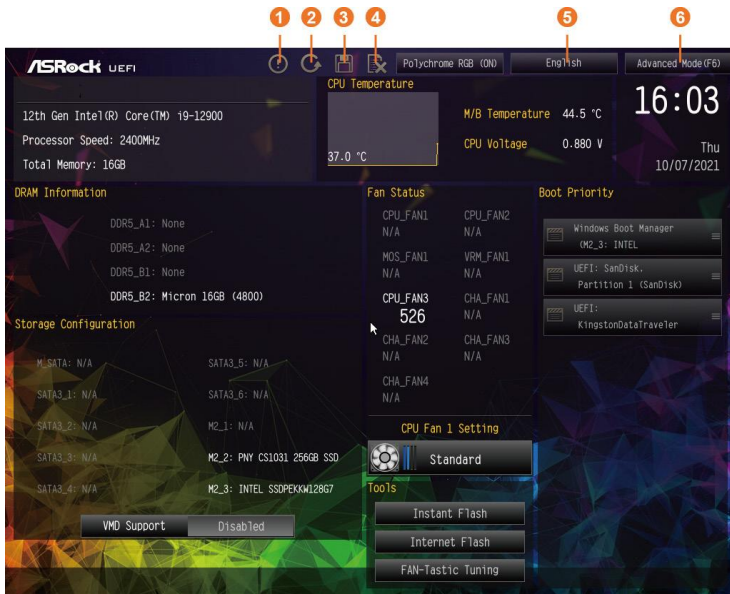 1 2 3 4 5 6
ASRock UEFI
Polychrome RGB (ON)
English
Advanced Mode(F6)
12th Gen Intel(R) Core(TM) i9-12900
Processor Speed: 2400MHz
Total Memory: 16GB
CPU Temperature
37.0 °C
M/B Temperature 44.5 °C
CPU Voltage 0.880 V
16:03
Thu
10/07/2021
DRAM Information
DDR5_A1: None
DDR5_A2: None
DDR5_B1: None
DDR5_B2: Micron 16GB (4800)
Storage Configuration
M_SATA: N/A
SATA3_5: N/A
SATA3_1: N/A
SATA3_6: N/A
SATA3_2: N/A
M2_1: N/A
SATA3_3: N/A
M2_2: PNY CS1031 256GB SSD
SATA3_4: N/A
M2_3: INTEL SSDPEKKW128G7
VMD Support
Disabled
Fan Status
CPU_FAN1
N/A
CPU_FAN2
N/A
MOS_FAN1
N/A
VRM_FAN1
N/A
CPU_FAN3
526
CHA_FAN1
N/A
CHA_FAN2
N/A
CHA_FAN3
N/A
CHA_FAN4
N/A
CPU Fan 1 Setting
Standard
Tools
Instant Flash
Internet Flash
FAN-Tastic Tuning
Boot Priority
Windows Boot Manager
(M2_3: INTEL
UEFI: SanDisk,
Partition 1 (SanDisk)
UEFI:
KingstonDataTraveler